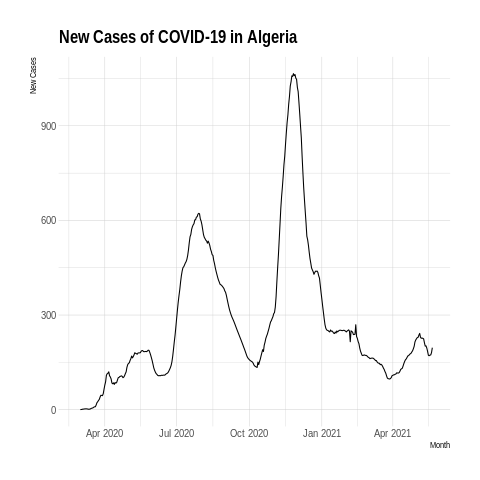 New Cases of COVID-19 in Algeria
New Cases
900
600
300
0
Apr 2020 Jul 2020 Oct 2020 Jan 2021 Apr 2021
Month